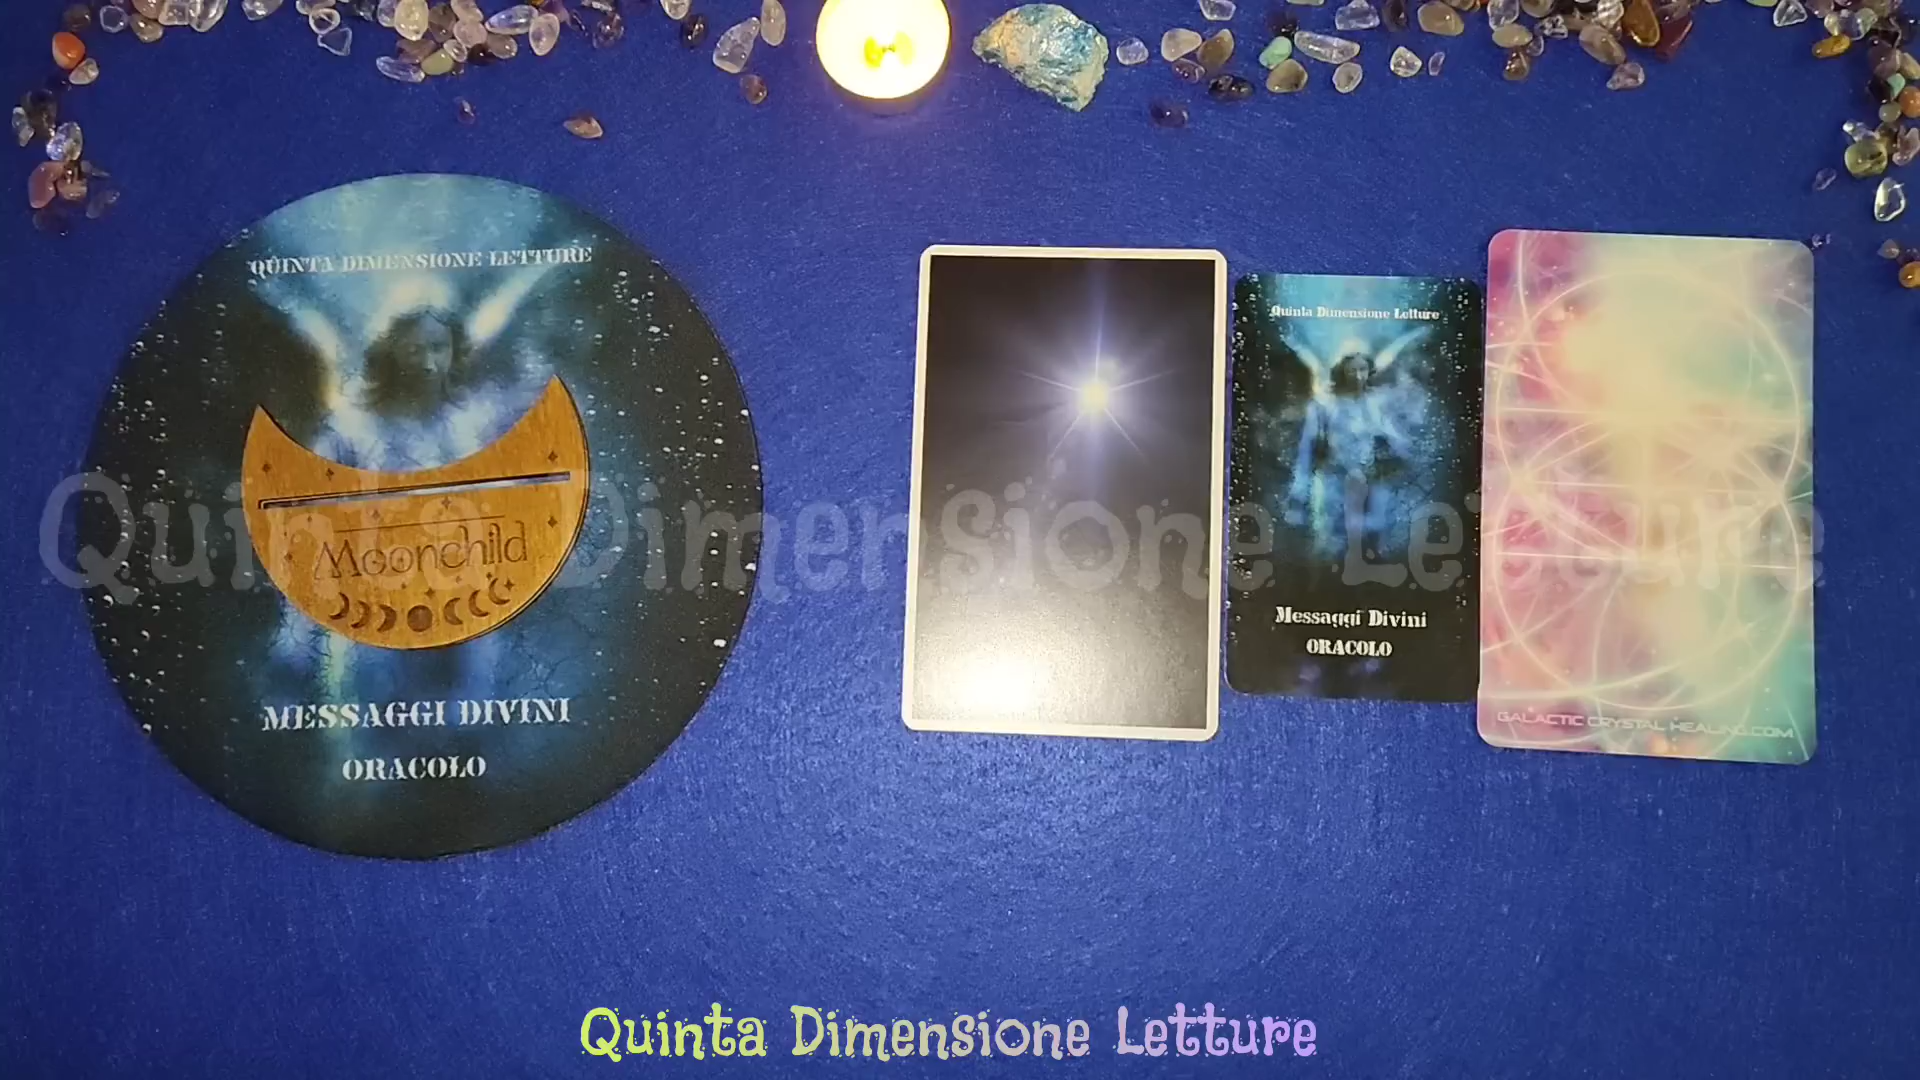 QUINTA DIMENSIONE LETTURE
Moonchild
MESSAGGI DIVINI
ORACOLO
Quinta Dimensione Letture
Messaggi Divini
ORACOLO
GALACTIC CRYSTAL HEALING.COM
Quinta Dimensione Letture
Quinta Dimensione Letture